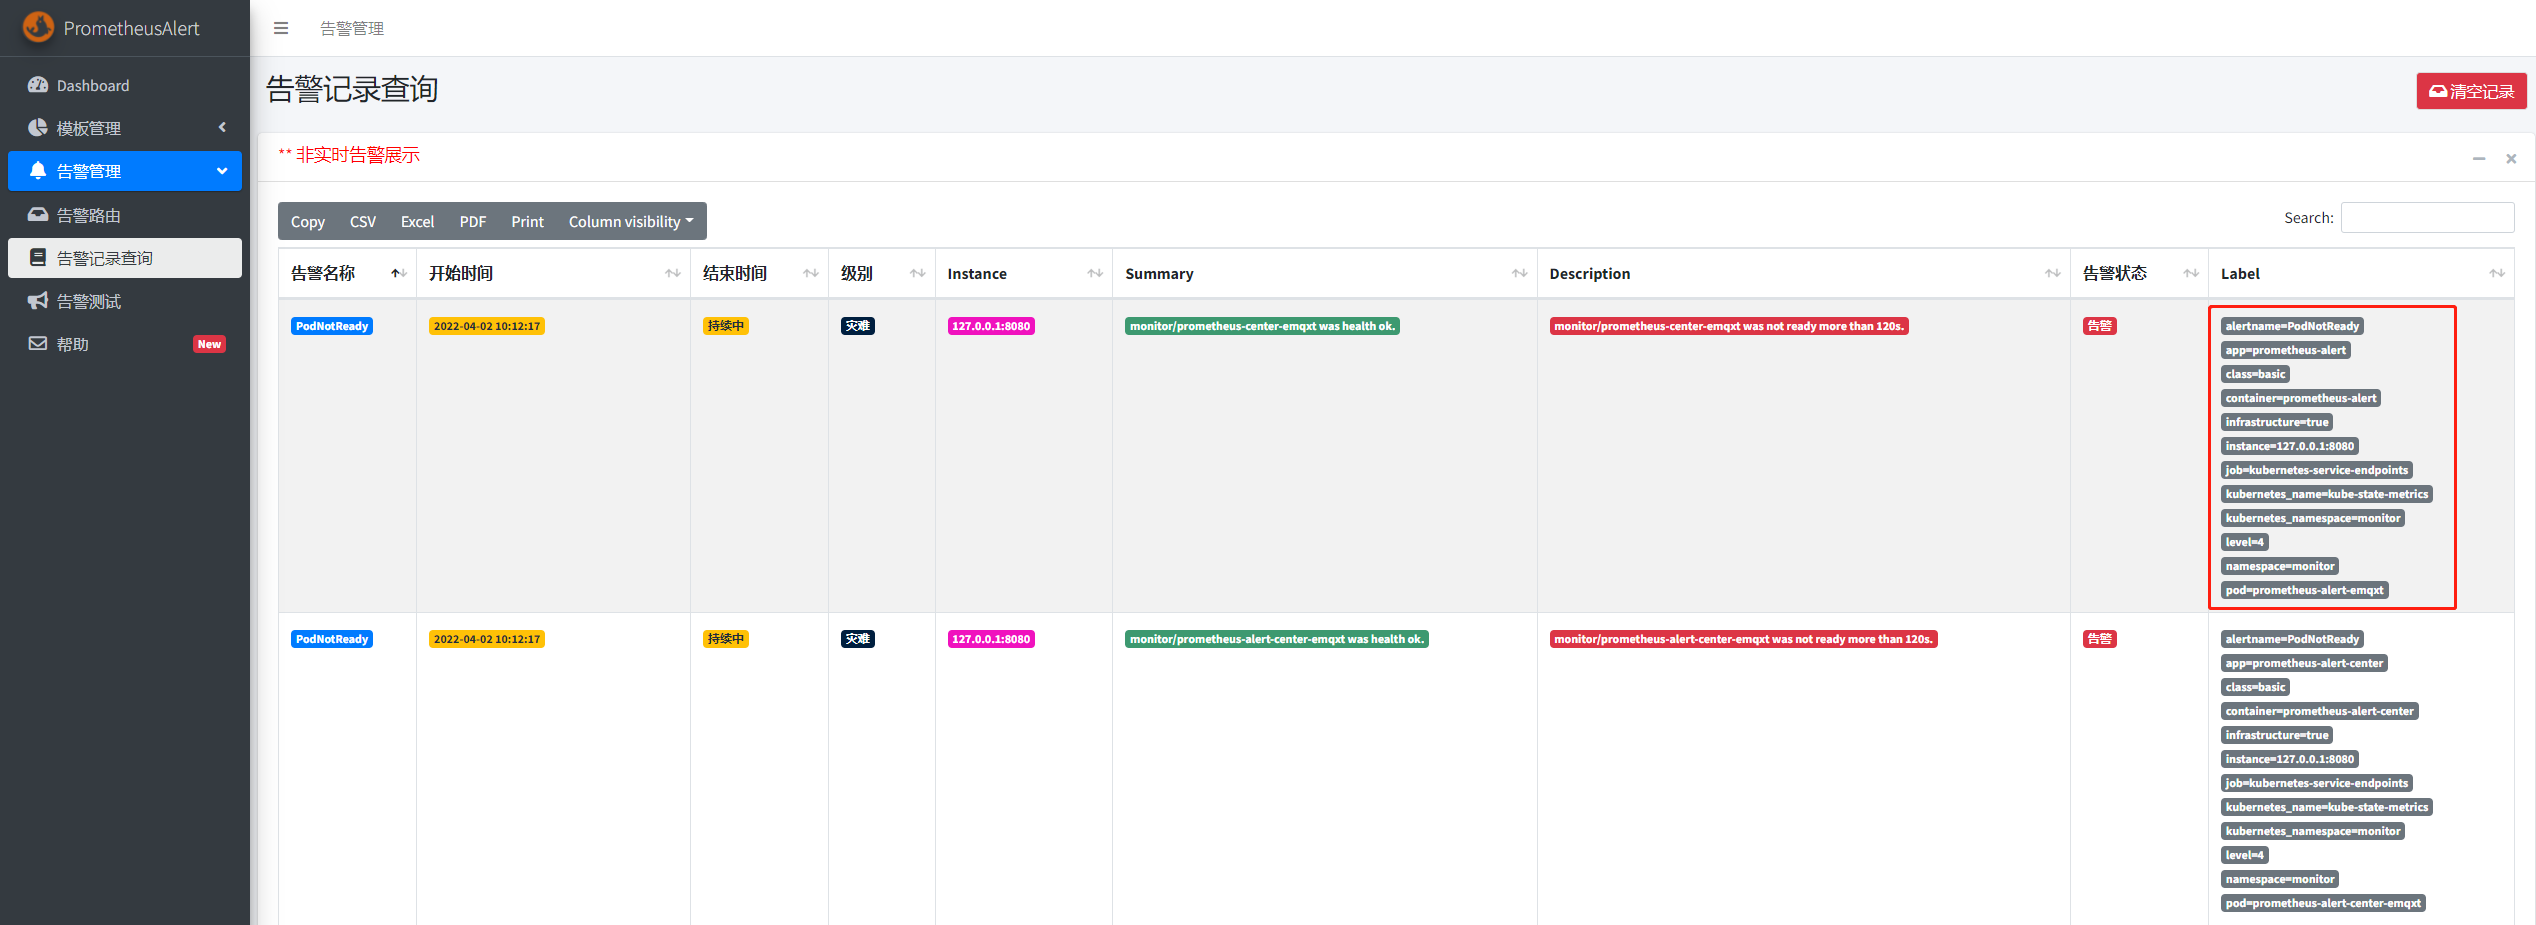 PrometheusAlert
告警管理
Dashboard
模板管理
告警管理
告警路由
告警记录查询
告警测试
帮助 New
告警记录查询
清空记录
** 非实时告警展示
Copy CSV Excel PDF Print Column visibility
Search:
告警名称 开始时间 结束时间 级别 Instance Summary Description 告警状态 Label
PodNotReady 2022-04-02 10:12:17 持续中 灾难 127.0.0.1:8080 monitor/prometheus-center-emqxt was health ok. monitor/prometheus-center-emqxt was not ready more than 120s. 告警 alertname=PodNotReady
app=prometheus-alert
class=basic
container=prometheus-alert
infrastructure=true
instance=127.0.0.1:8080
job=kubernetes-service-endpoints
kubernetes_name=kube-state-metrics
kubernetes_namespace=monitor
level=4
namespace=monitor
pod=prometheus-alert-emqxt
PodNotReady 2022-04-02 10:12:17 持续中 灾难 127.0.0.1:8080 monitor/prometheus-alert-center-emqxt was health ok. monitor/prometheus-alert-center-emqxt was not ready more than 120s. 告警 alertname=PodNotReady
app=prometheus-alert-center
class=basic
container=prometheus-alert-center
infrastructure=true
instance=127.0.0.1:8080
job=kubernetes-service-endpoints
kubernetes_name=kube-state-metrics
kubernetes_namespace=monitor
level=4
namespace=monitor
pod=prometheus-alert-center-emqxt